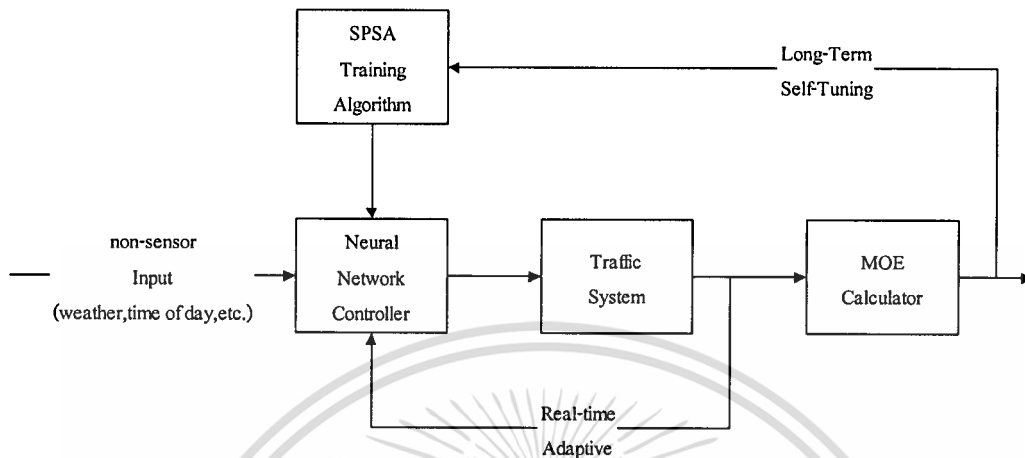 SPSA
Training
Algorithm
Long-Term
Self-Tuning
non-sensor
Input
(weather,time of day,etc.)
Neural
Network
Controller
Traffic
System
MOE
Calculator
Real-time
Adaptive